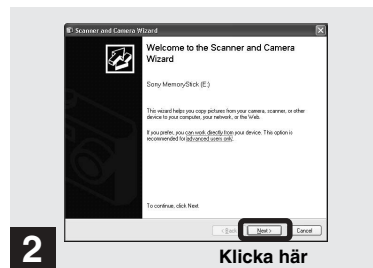 Scanner and Camera Wizard
Welcome to the Scanner and Camera
Wizard
Sony MemoryStick (E:)
This wizard helps you copy pictures from your camera, scanner, or other
device to your computer, your network, or the Web.
If you prefer, you can work directly from your device. This option is
recommended for advanced users only.
To continue, click Next.
< Back Next > Cancel
2
Klicka här